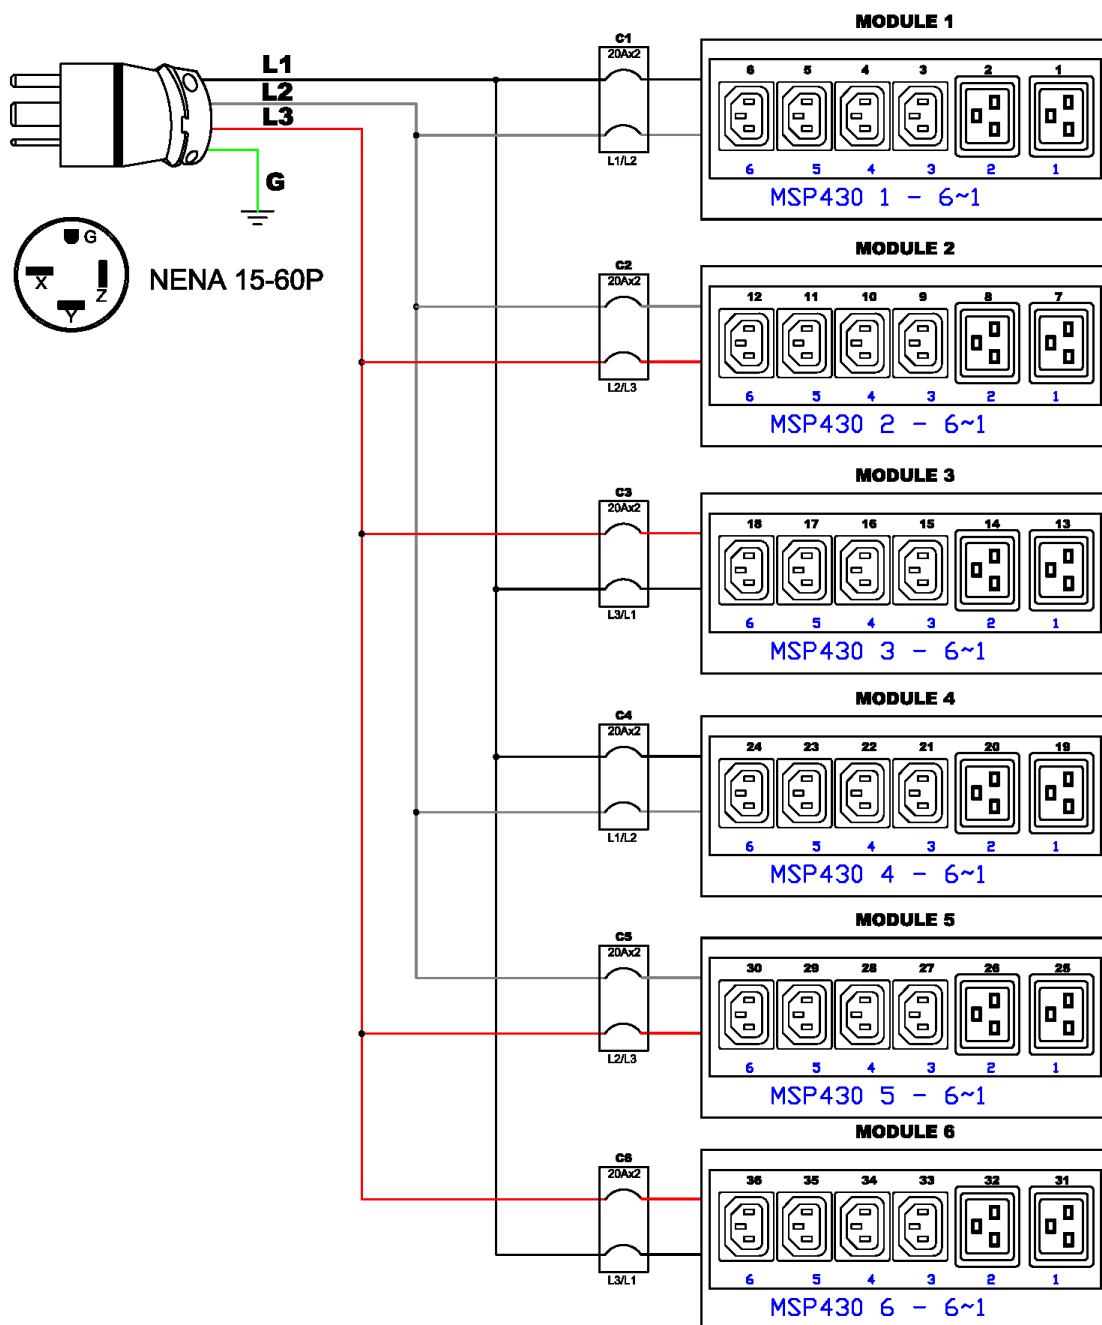 MODULE 1
C1
20Ax2
L1
L2
L3
G
L1/L2
6 5 4 3 2 1
6 5 4 3 2 1
MSP430 1 - 6~1
G
X
Z
Y
NENA 15-60P
MODULE 2
C2
20Ax2
L2/L3
12 11 10 9 8 7
6 5 4 3 2 1
MSP430 2 - 6~1
MODULE 3
C3
20Ax2
L3/L1
18 17 16 15 14 13
6 5 4 3 2 1
MSP430 3 - 6~1
MODULE 4
C4
20Ax2
L1/L2
24 23 22 21 20 19
6 5 4 3 2 1
MSP430 4 - 6~1
MODULE 5
C5
20Ax2
L2/L3
30 29 28 27 26 25
6 5 4 3 2 1
MSP430 5 - 6~1
MODULE 6
C6
20Ax2
L3/L1
36 35 34 33 32 31
6 5 4 3 2 1
MSP430 6 - 6~1